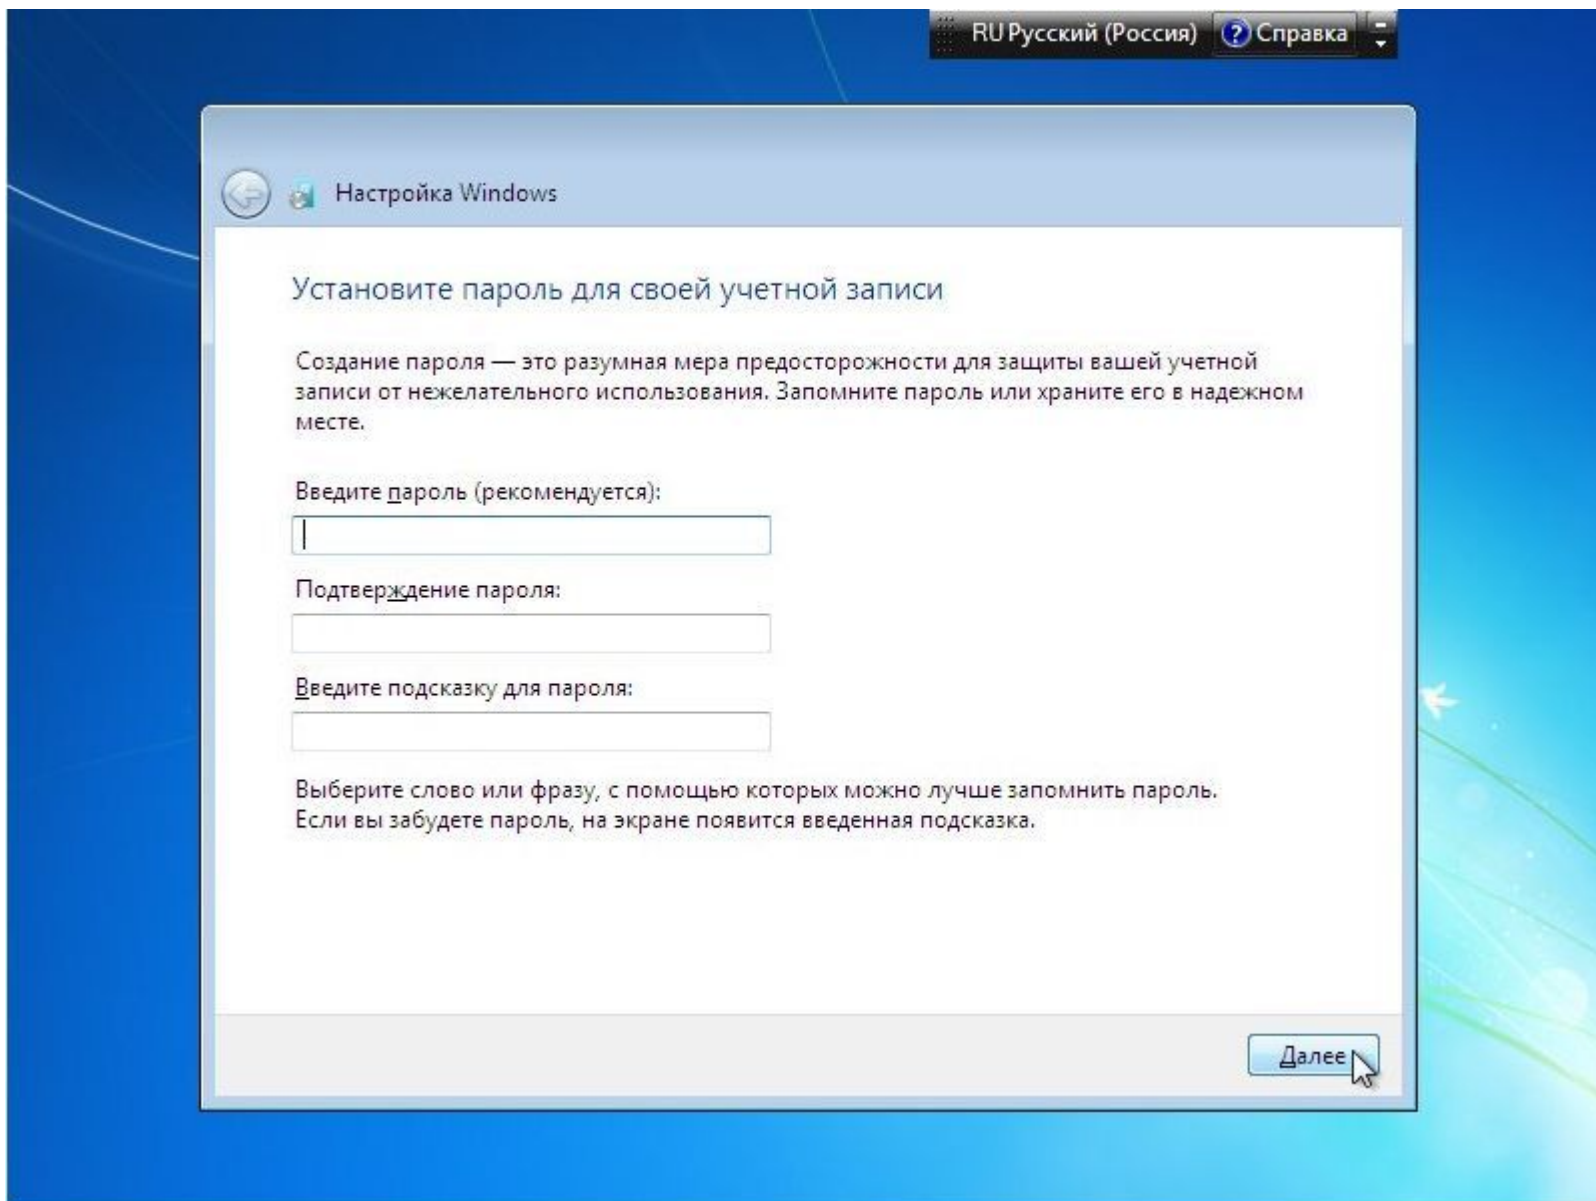 RU Русский (Россия) ? Справка
Настройка Windows
Установите пароль для своей учетной записи
Создание пароля — это разумная мера предосторожности для защиты вашей учетной
записи от нежелательного использования. Запомните пароль или храните его в надежном
месте.
Введите пароль (рекомендуется):
Подтверждение пароля:
Введите подсказку для пароля:
Выберите слово или фразу, с помощью которых можно лучше запомнить пароль.
Если вы забудете пароль, на экране появится введенная подсказка.
Далее